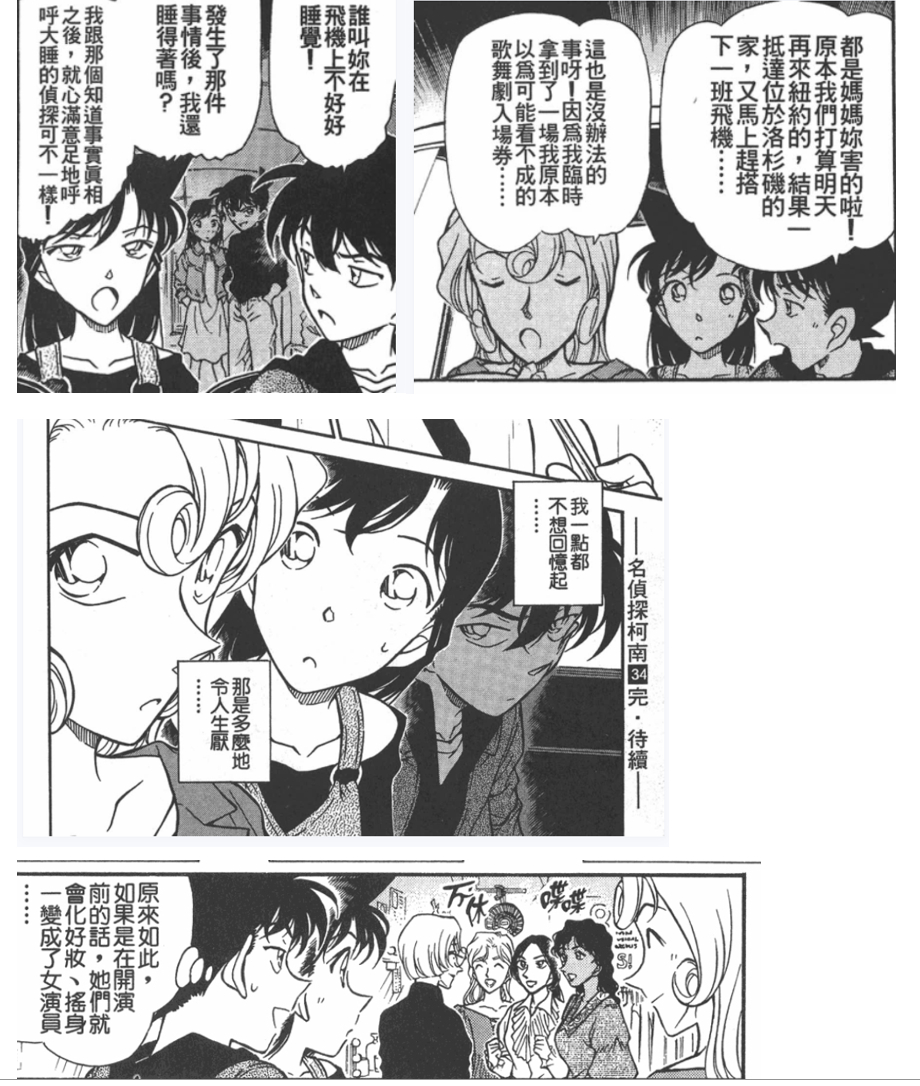 都是媽媽妳害的啦！
原本我們打算明天
再來紐約的，結果一
抵達位於洛杉磯的
家，又馬上趕搭
下一班飛機……
這也是沒辦法的
事呀！因爲我臨時
拿到了一場我原本
以爲可能看不成的
歌舞劇入場券……
誰叫妳在
飛機上不好好
睡覺！
發生了那件
事情後，我還
睡得著嗎？
我跟那個知道事實眞相
之後，就心滿意足地呼
呼大睡的偵探可不一樣！
我一點都
不想回憶起
……
那是多麼地
令人生厭
……
——名偵探柯南34完．待續——
喋喋
不休
原來如此，
如果是在開演
前的話，她們就
會化好妝、搖身
一變成了女演員
……